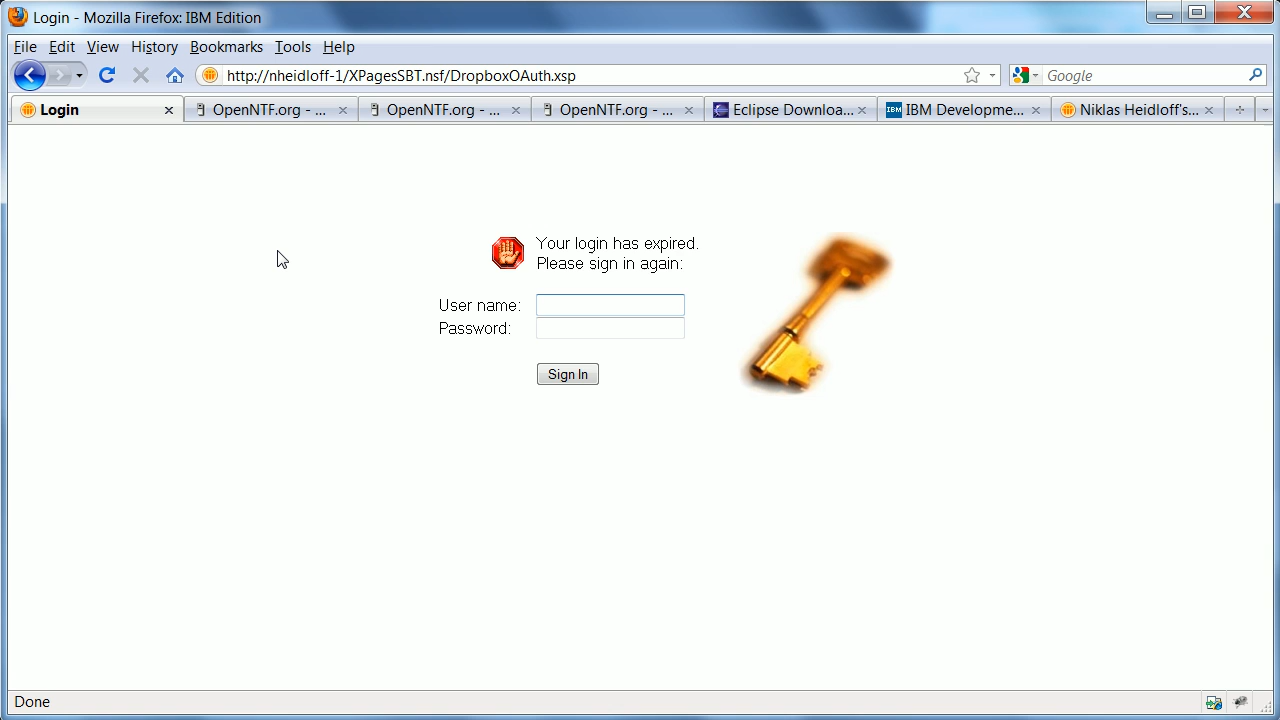 Login - Mozilla Firefox: IBM Edition
File Edit View History Bookmarks Tools Help
http://nheidloff-1/XPagesSBT.nsf/DropboxOAuth.xsp
Google
Login
OpenNTF.org - ...
OpenNTF.org - ...
OpenNTF.org - ...
Eclipse Downloa...
IBM Developme...
Niklas Heidloff's...
Your login has expired.
Please sign in again:
User name:
Password:
Sign In
Done